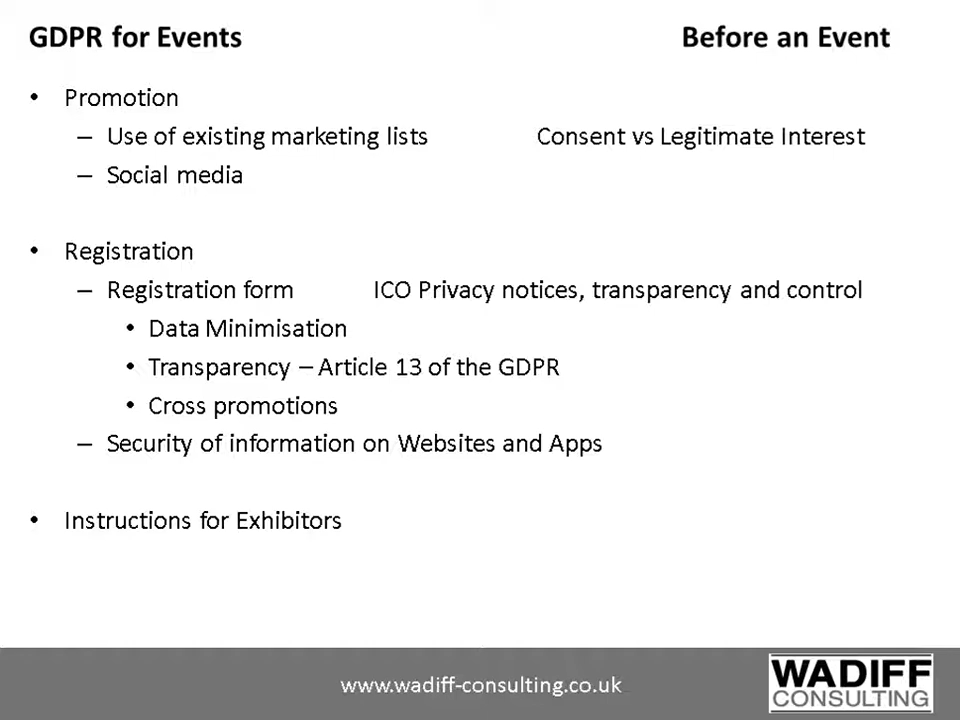 GDPR for Events Before an Event
• Promotion
– Use of existing marketing lists Consent vs Legitimate Interest
– Social media
• Registration
– Registration form ICO Privacy notices, transparency and control
• Data Minimisation
• Transparency – Article 13 of the GDPR
• Cross promotions
– Security of information on Websites and Apps
• Instructions for Exhibitors
www.wadiff-consulting.co.uk
WADIFF
CONSULTING